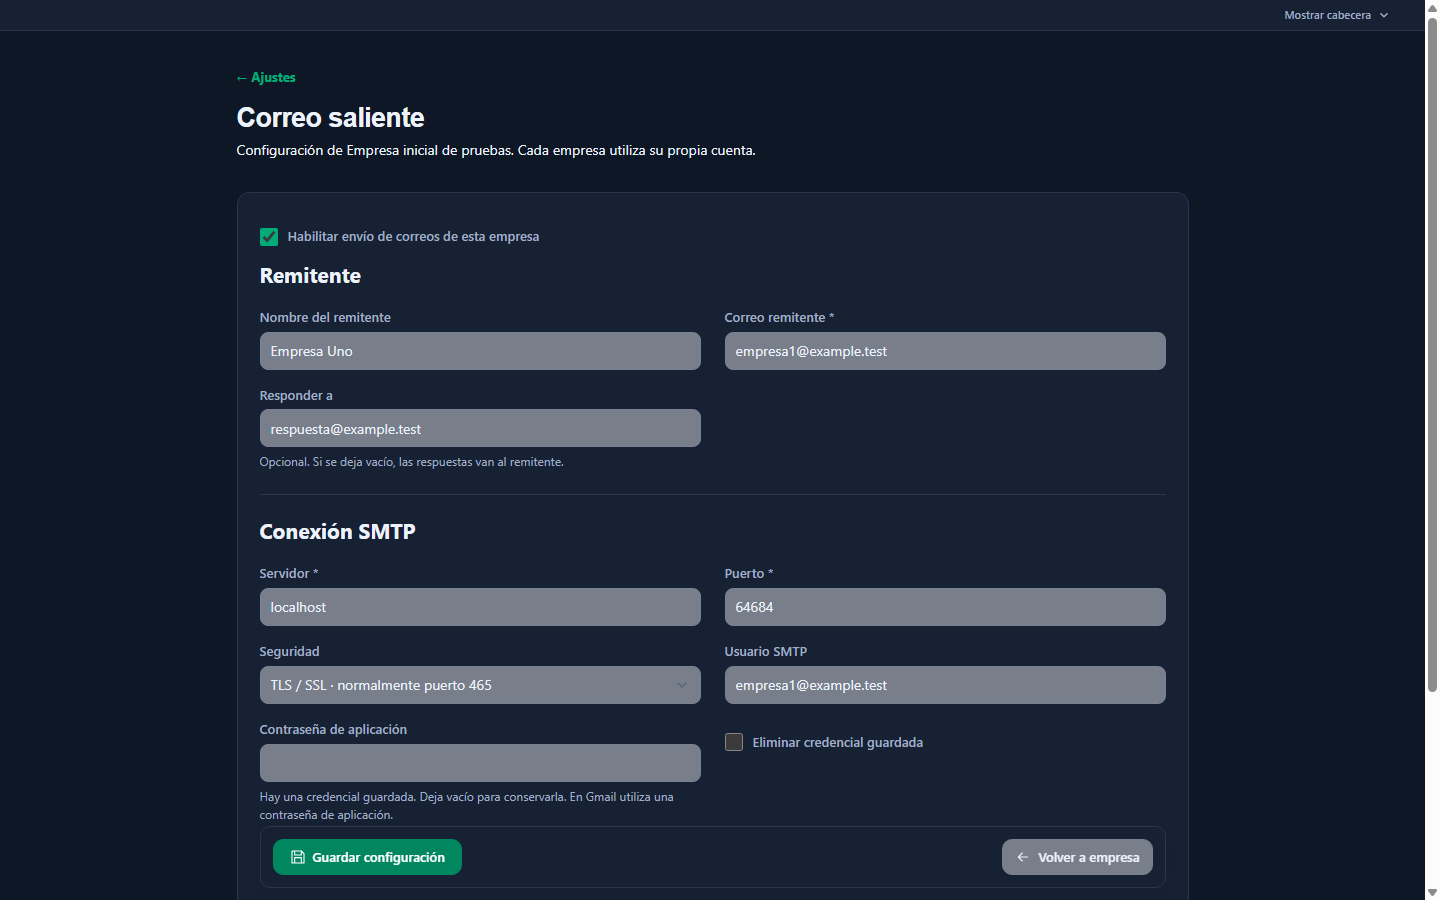 Mostrar cabecera
← Ajustes
Correo saliente
Configuración de Empresa inicial de pruebas. Cada empresa utiliza su propia cuenta.
Habilitar envío de correos de esta empresa
Remitente
Nombre del remitente
Correo remitente *
Empresa Uno
empresa1@example.test
Responder a
respuesta@example.test
Opcional. Si se deja vacío, las respuestas van al remitente.
Conexión SMTP
Servidor *
Puerto *
localhost
64684
Seguridad
Usuario SMTP
TLS / SSL · normalmente puerto 465
empresa1@example.test
Contraseña de aplicación
Eliminar credencial guardada
Hay una credencial guardada. Deja vacío para conservarla. En Gmail utiliza una
contraseña de aplicación.
Guardar configuración
← Volver a empresa